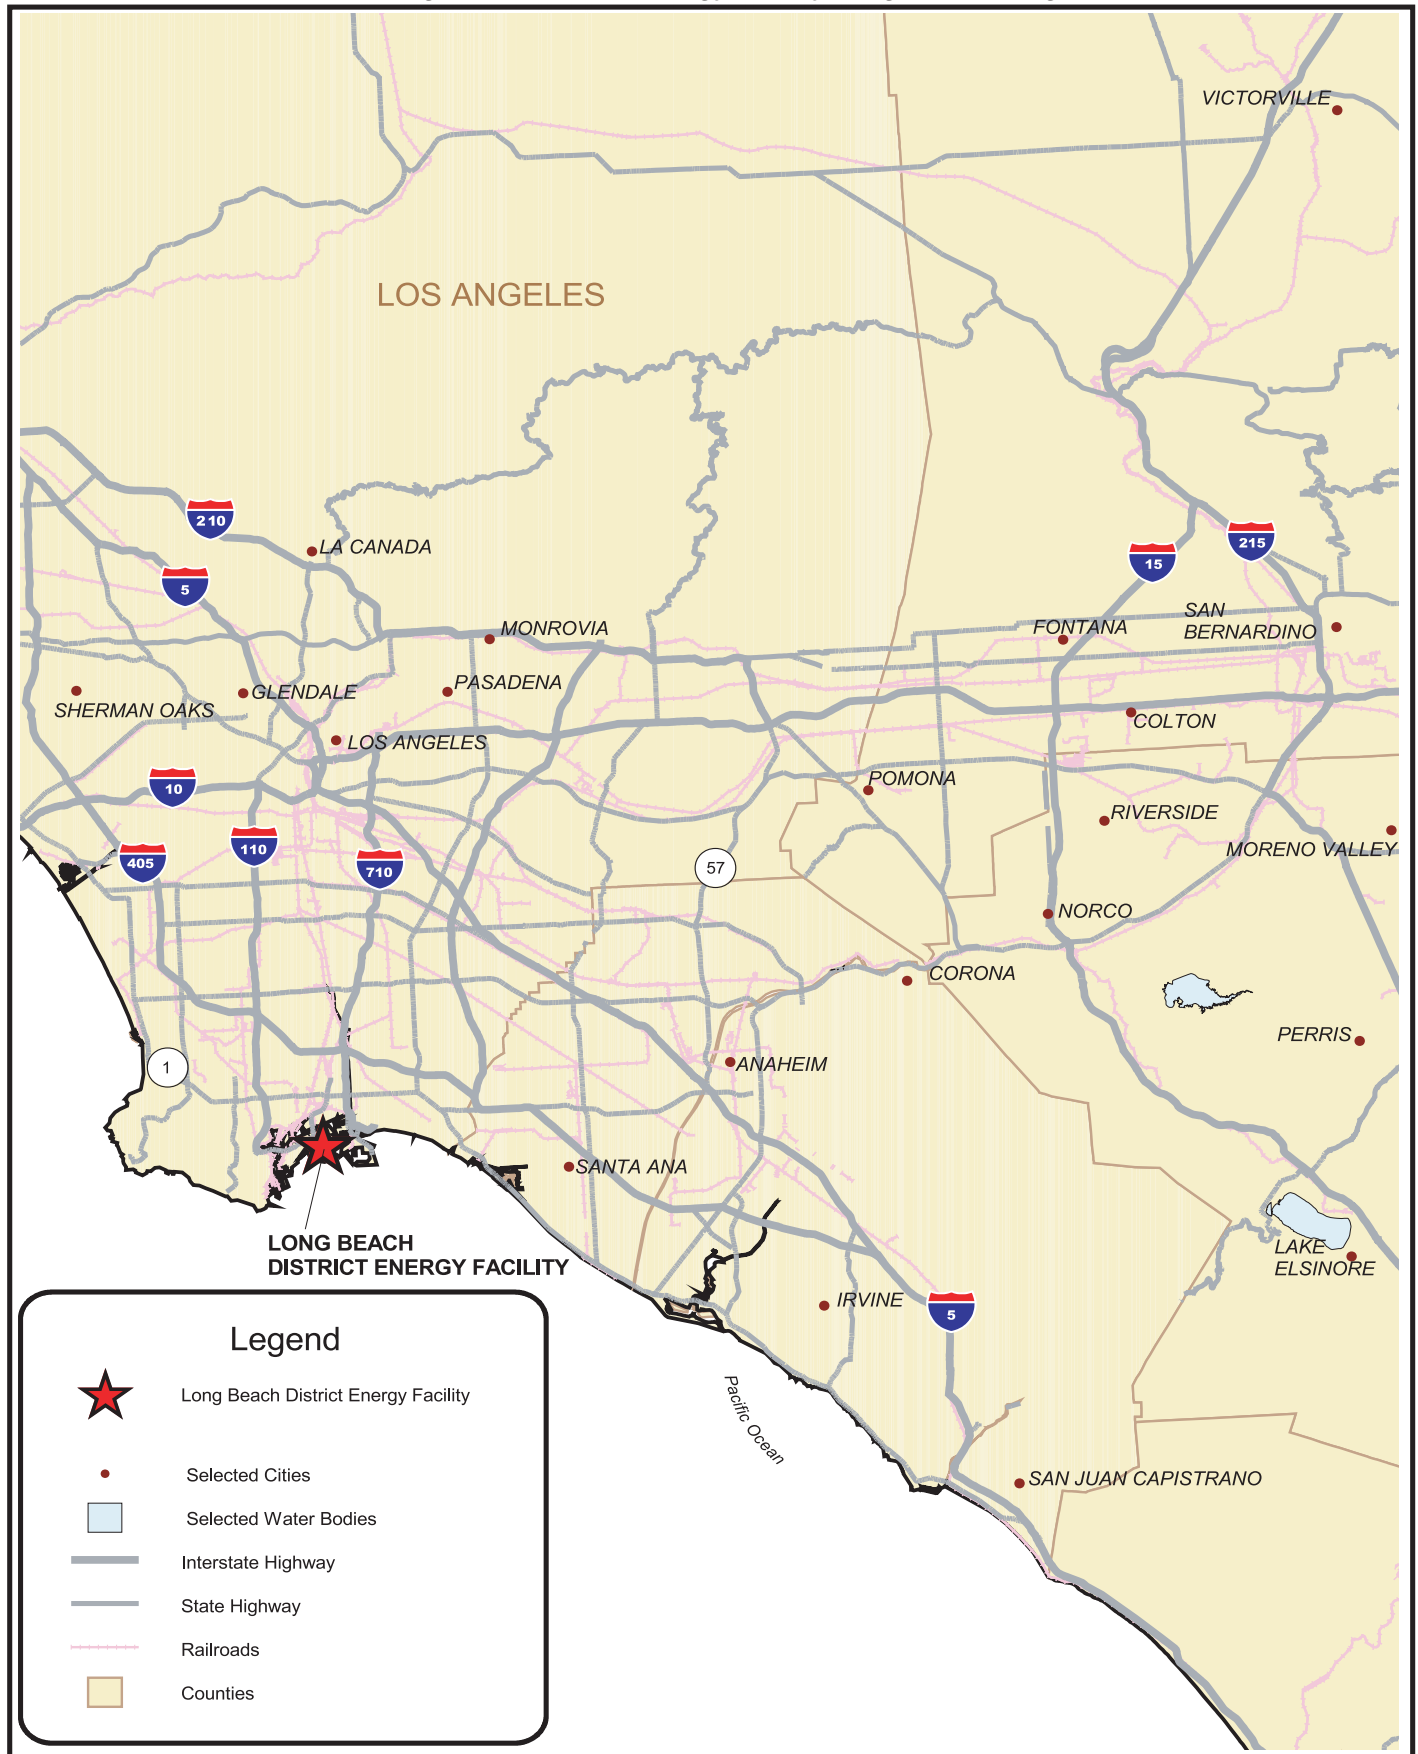 VICTORVILLE
LOS ANGELES
210
LA CANADA
215
15
5
SAN
BERNARDINO
MONROVIA
FONTANA
PASADENA
GLENDALE
SHERMAN OAKS
COLTON
LOS ANGELES
10
POMONA
RIVERSIDE
110
MORENO VALLEY
405
710
57
NORCO
CORONA
PERRIS
1
ANAHEIM
SANTA ANA
LONG BEACH
DISTRICT ENERGY FACILITY
LAKE
ELSINORE
IRVINE
5
Pacific Ocean
SAN JUAN CAPISTRANO
Legend
Long Beach District Energy Facility
Selected Cities
Selected Water Bodies
Interstate Highway
State Highway
Railroads
Counties